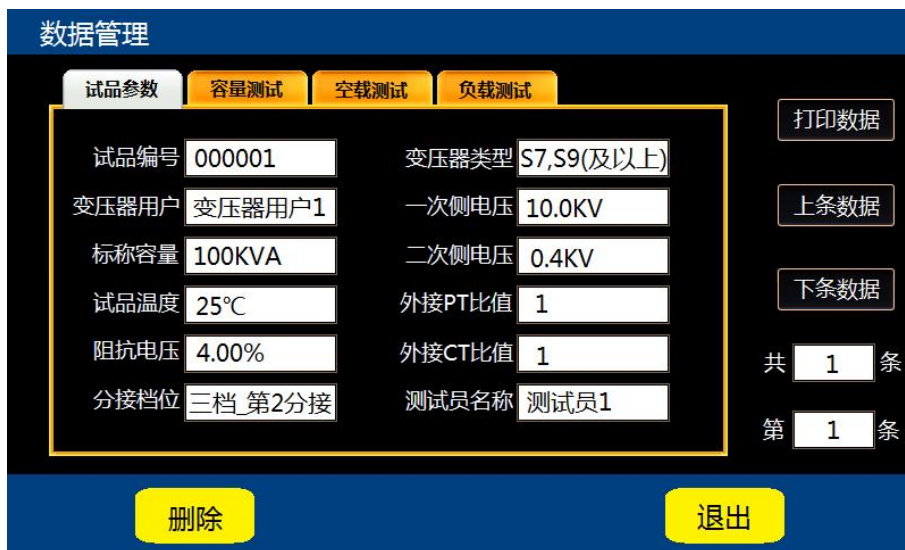 数据管理
试品参数 容量测试 空载测试 负载测试
打印数据
试品编号 000001 变压器类型 S7,S9(及以上)
变压器用户 变压器用户1 一次侧电压 10.0KV
上条数据
标称容量 100KVA 二次侧电压 0.4KV
试品温度 25℃ 外接PT比值 1
下条数据
阻抗电压 4.00% 外接CT比值 1
共 1 条
分接档位 三档_第2分接 测试员名称 测试员1
第 1 条
删除 退出